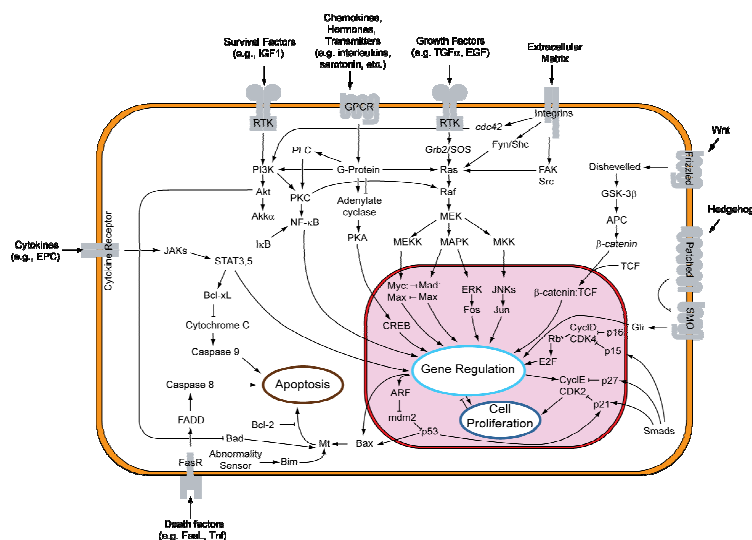 Chemokines,
Hormones,
Transmitters
(e.g. interleukins,
serotonin, etc.)
Survival Factors
(e.g., IGF1)
Growth Factors
(e.g. TGFα, EGF)
Extracellular
Matrix
Wnt
Hedgehog
Cytokines
(e.g., EPC)
Death factors
(e.g. FasL, Tnf)
RTK
GPCR
RTK
Integrins
cdc42
Fyn/Shc
Grb2/SOS
PLC
PI3K
G-Protein
Ras
FAK
Src
Dishevelled
Frizzled
Akt
PKC
Adenylate
cyclase
Raf
GSK-3β
Akkα
NF-κB
MEK
APC
IκB
PKA
MEKK
MAPK
MKK
β-catenin
TCF
Cytokine Receptor
JAKs
STAT3,5
Patched
SMO
Bcl-xL
Cytochrome C
Caspase 9
Caspase 8
FADD
FasR
Bad
Abnormality
Sensor
Bim
Bcl-2
Mt
Bax
Apoptosis
Myc:
Mad:
Max
Max
ERK
Fos
JNKs
Jun
β-catenin:TCF
CREB
Gene Regulation
Gli
Rb
CyclD
CDK4
p16
p15
E2F
CyclE
CDK2
p27
p21
ARF
mdm2
p53
Cell
Proliferation
Smads